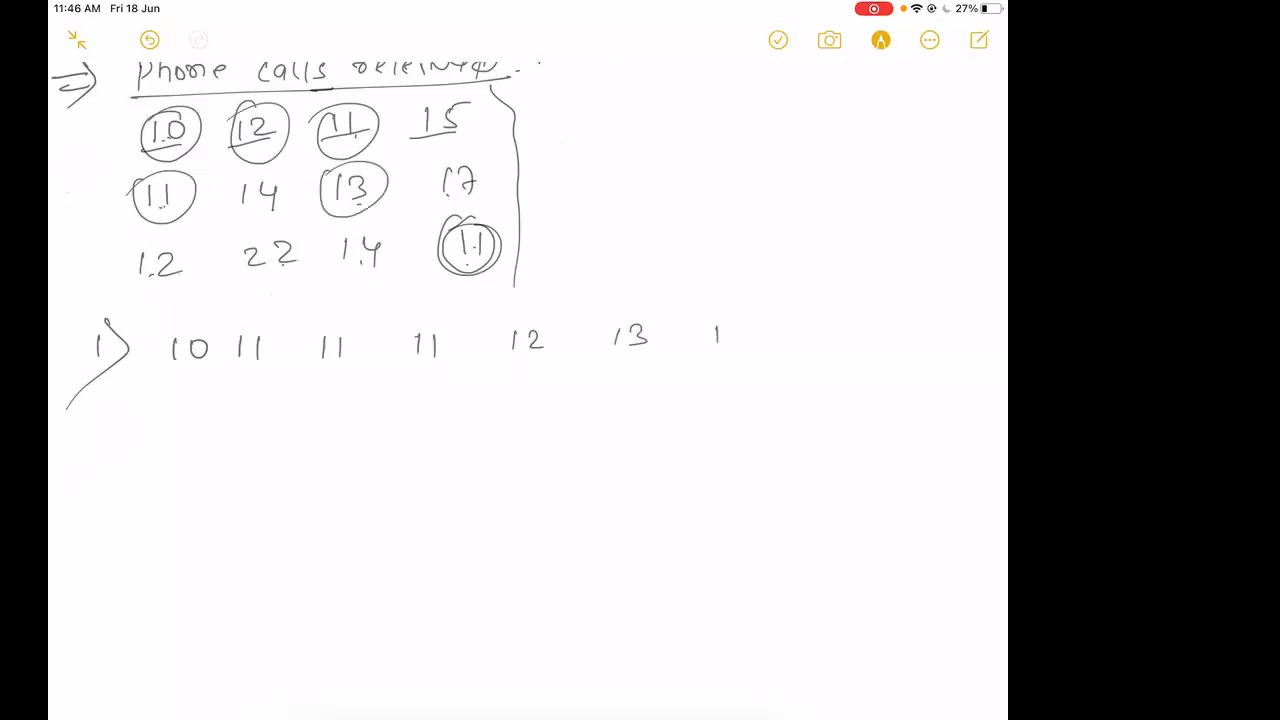 11:46 AM Fri 18 Jun 27%
phone calls
10 12 11 15
11 14 13 17
12 22 14 11
1) 10 11 11 11 12 13 1